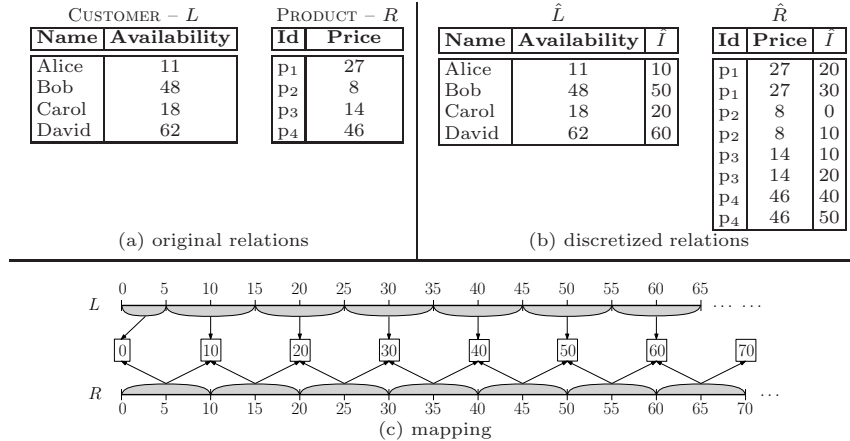 CUSTOMER – L
Name Availability
Alice 11
Bob 48
Carol 18
David 62
PRODUCT – R
Id Price
p1 27
p2 8
p3 14
p4 46
(a) original relations
L̂
Name Availability Î
Alice 11 10
Bob 48 50
Carol 18 20
David 62 60
R̂
Id Price Î
p1 27 20
p1 27 30
p2 8 0
p2 8 10
p3 14 10
p3 14 20
p4 46 40
p4 46 50
(b) discretized relations
0 5 10 15 20 25 30 35 40 45 50 55 60 65
L ··· ···
0 10 20 30 40 50 60 70
R ···
0 5 10 15 20 25 30 35 40 45 50 55 60 65 70
(c) mapping